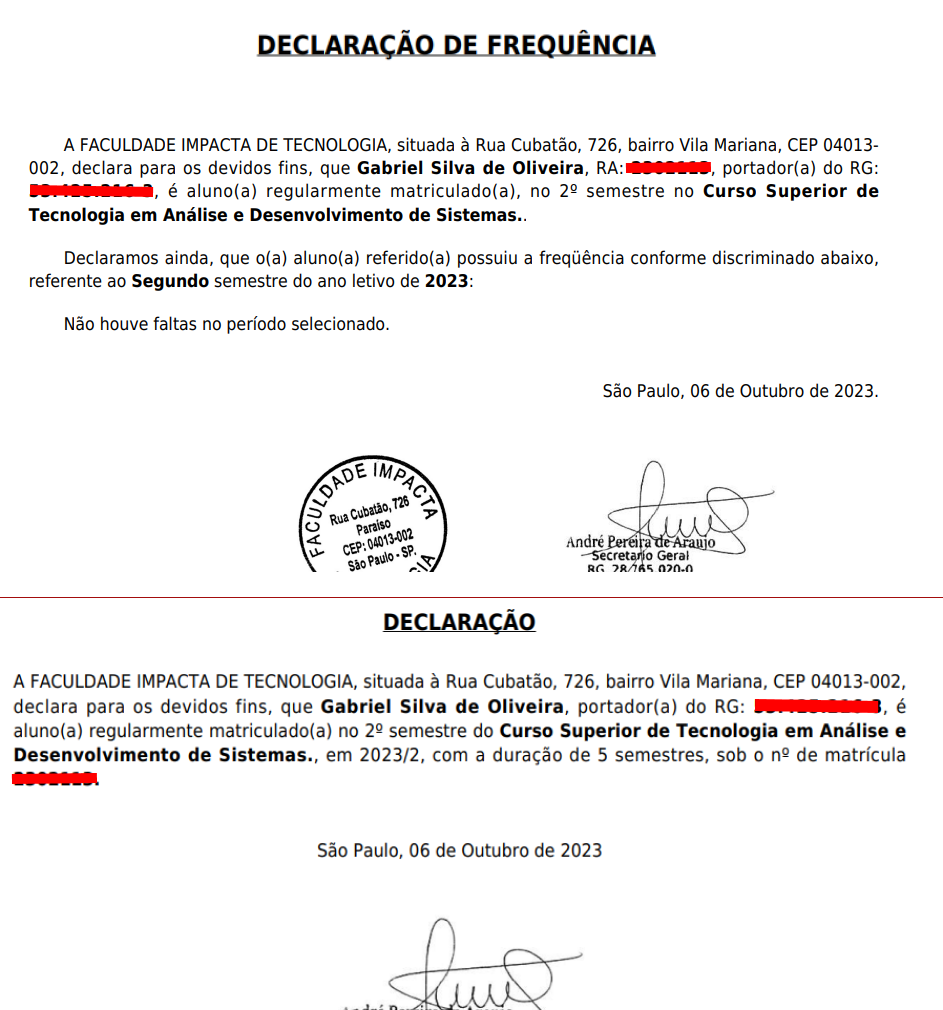 DECLARAÇÃO DE FREQUÊNCIA
A FACULDADE IMPACTA DE TECNOLOGIA, situada à Rua Cubatão, 726, bairro Vila Mariana, CEP 04013-
002, declara para os devidos fins, que Gabriel Silva de Oliveira, RA: , portador(a) do RG:
, é aluno(a) regularmente matriculado(a), no 2º semestre no Curso Superior de
Tecnologia em Análise e Desenvolvimento de Sistemas..
Declaramos ainda, que o(a) aluno(a) referido(a) possuiu a freqüência conforme discriminado abaixo,
referente ao Segundo semestre do ano letivo de 2023:
Não houve faltas no período selecionado.
São Paulo, 06 de Outubro de 2023.
FACULDADE IMPACTA
Rua Cubatão, 726
Paraiso
CEP: 04013-002
São Paulo - SP.
André Pereira de Araujo
Secretario Geral
RG 28/765 020-0
DECLARAÇÃO
A FACULDADE IMPACTA DE TECNOLOGIA, situada à Rua Cubatão, 726, bairro Vila Mariana, CEP 04013-002,
declara para os devidos fins, que Gabriel Silva de Oliveira, portador(a) do RG: , é
aluno(a) regularmente matriculado(a) no 2º semestre do Curso Superior de Tecnologia em Análise e
Desenvolvimento de Sistemas., em 2023/2, com a duração de 5 semestres, sob o nº de matrícula
.
São Paulo, 06 de Outubro de 2023